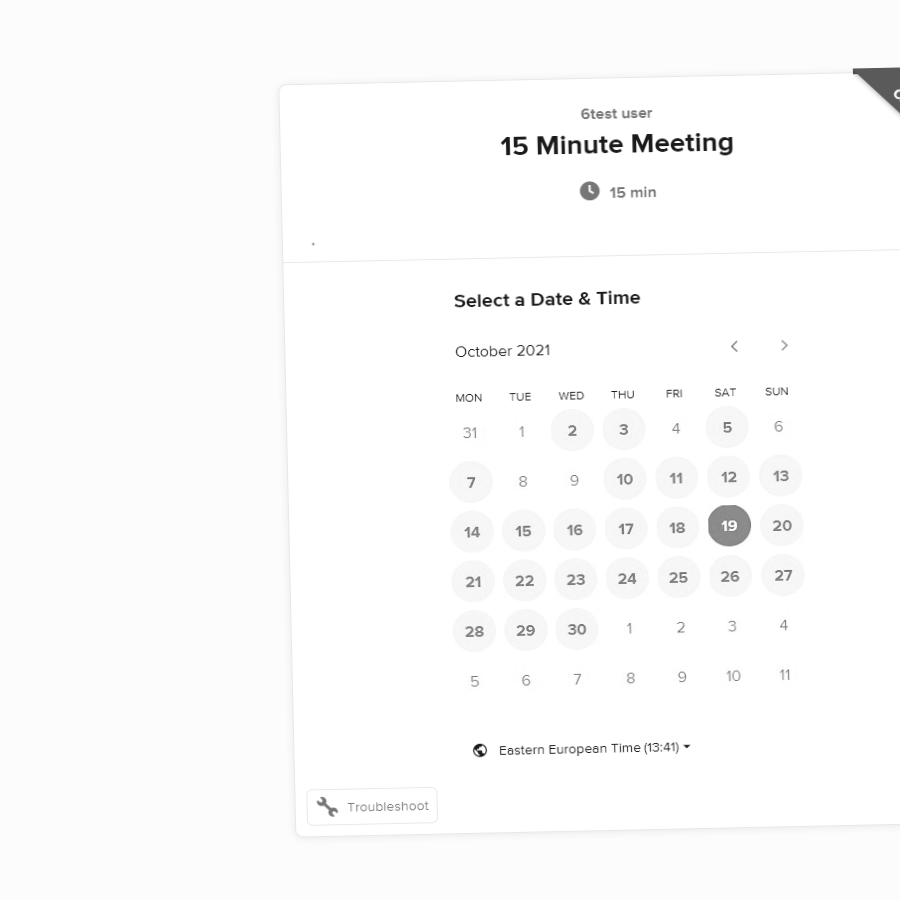 6test user
15 Minute Meeting
15 min
.
Select a Date & Time
October 2021
MON TUE WED THU FRI SAT SUN
31 1 2 3 4 5 6
7 8 9 10 11 12 13
14 15 16 17 18 19 20
21 22 23 24 25 26 27
28 29 30 1 2 3 4
5 6 7 8 9 10 11
Eastern European Time (13:41)
Troubleshoot